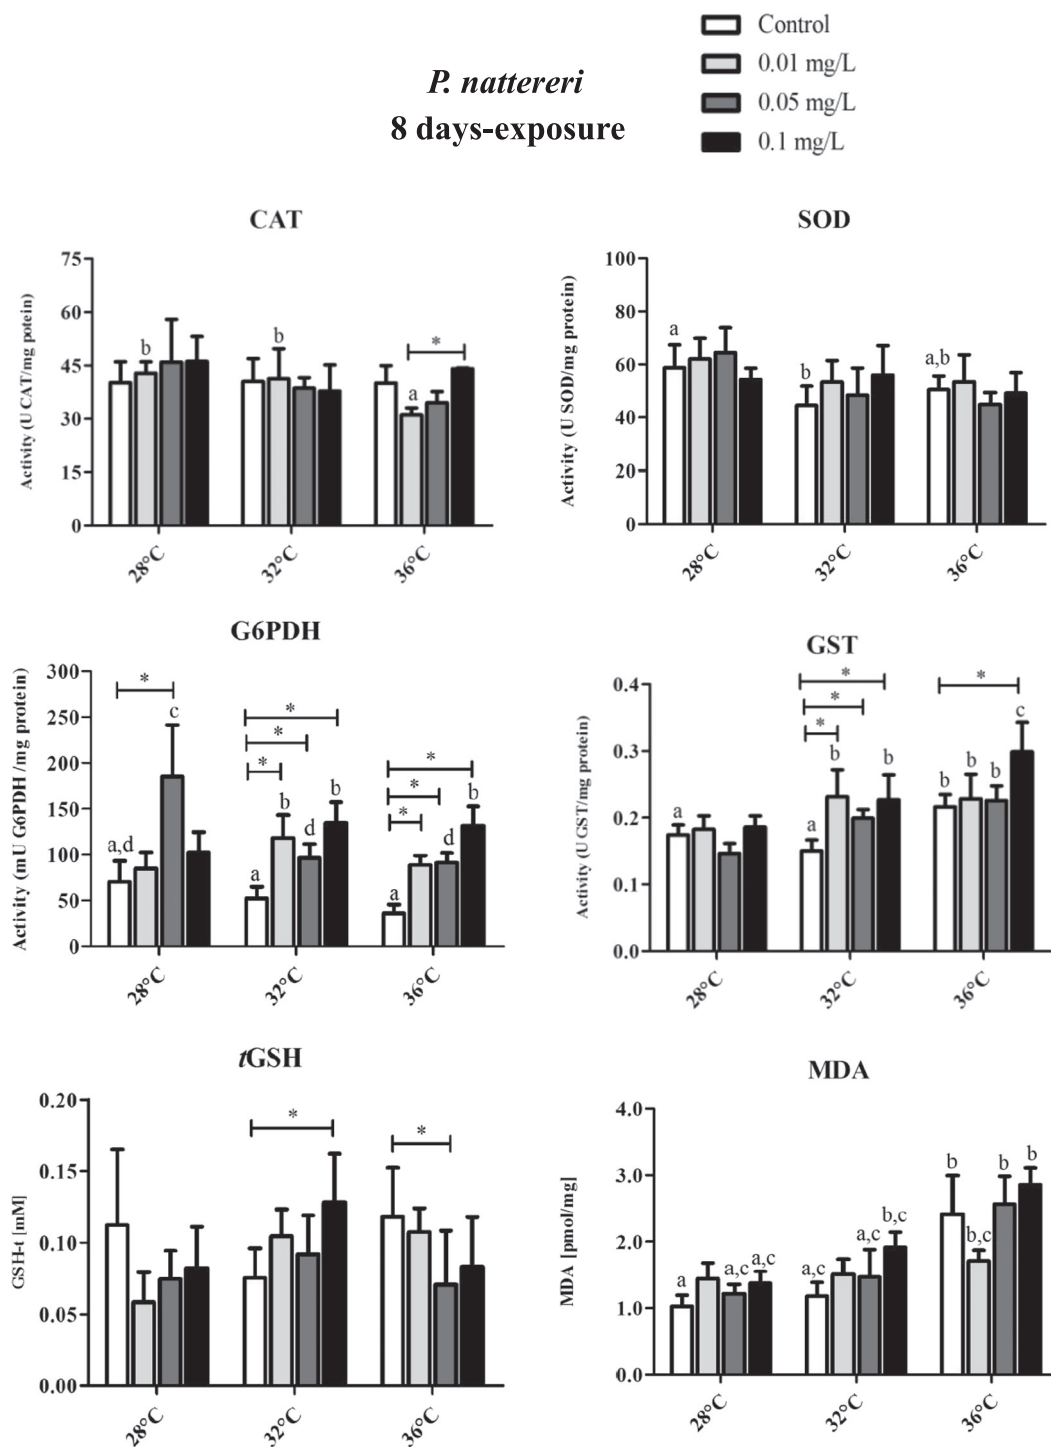 Control
0.01 mg/L
0.05 mg/L
0.1 mg/L
P. nattereri
8 days-exposure
CAT
Activity (U CAT/mg potein)
75
60
45
30
15
0
b
b
a
*
28°C
32°C
36°C
SOD
Activity (U SOD/mg protein)
100
80
60
40
20
0
a
b
a,b
28°C
32°C
36°C
G6PDH
Activity (mU G6PDH /mg protein)
300
250
200
150
100
50
0
*
a,d
c
*
*
*
a
b
d
b
*
*
*
a
d
b
28°C
32°C
36°C
GST
Activity (U GST/mg protein)
0.4
0.3
0.2
0.1
0.0
a
*
*
*
a
b
b
*
b
b
b
c
28°C
32°C
36°C
tGSH
GSH-t [mM]
0.20
0.15
0.10
0.05
0.00
*
*
28°C
32°C
36°C
MDA
MDA [pmol/mg]
4.0
3.0
2.0
1.0
0.0
a
a,c
a,c
a,c
a,c
b,c
b
b,c
b
b
28°C
32°C
36°C